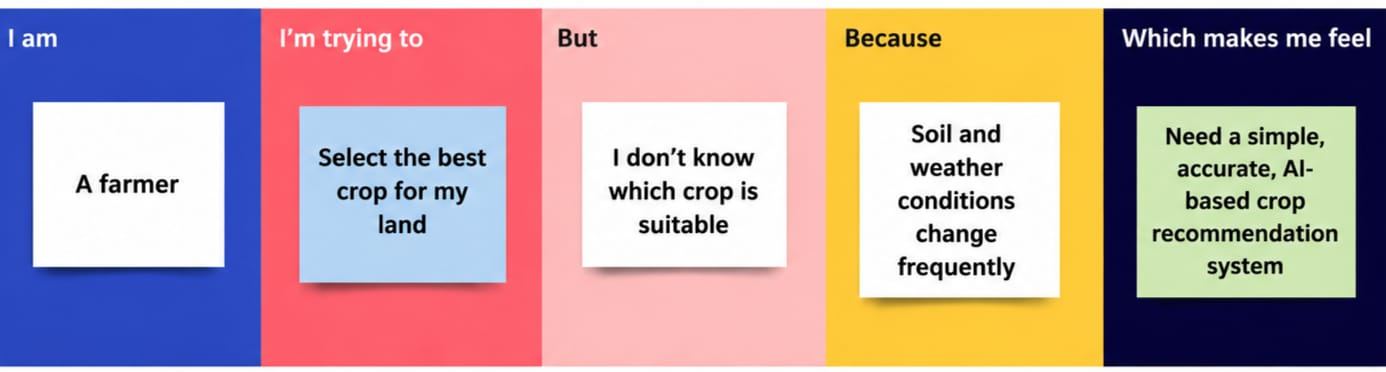 I am
A farmer
I'm trying to
Select the best
crop for my
land
But
I don't know
which crop is
suitable
Because
Soil and
weather
conditions
change
frequently
Which makes me feel
Need a simple,
accurate, AI-
based crop
recommendation
system